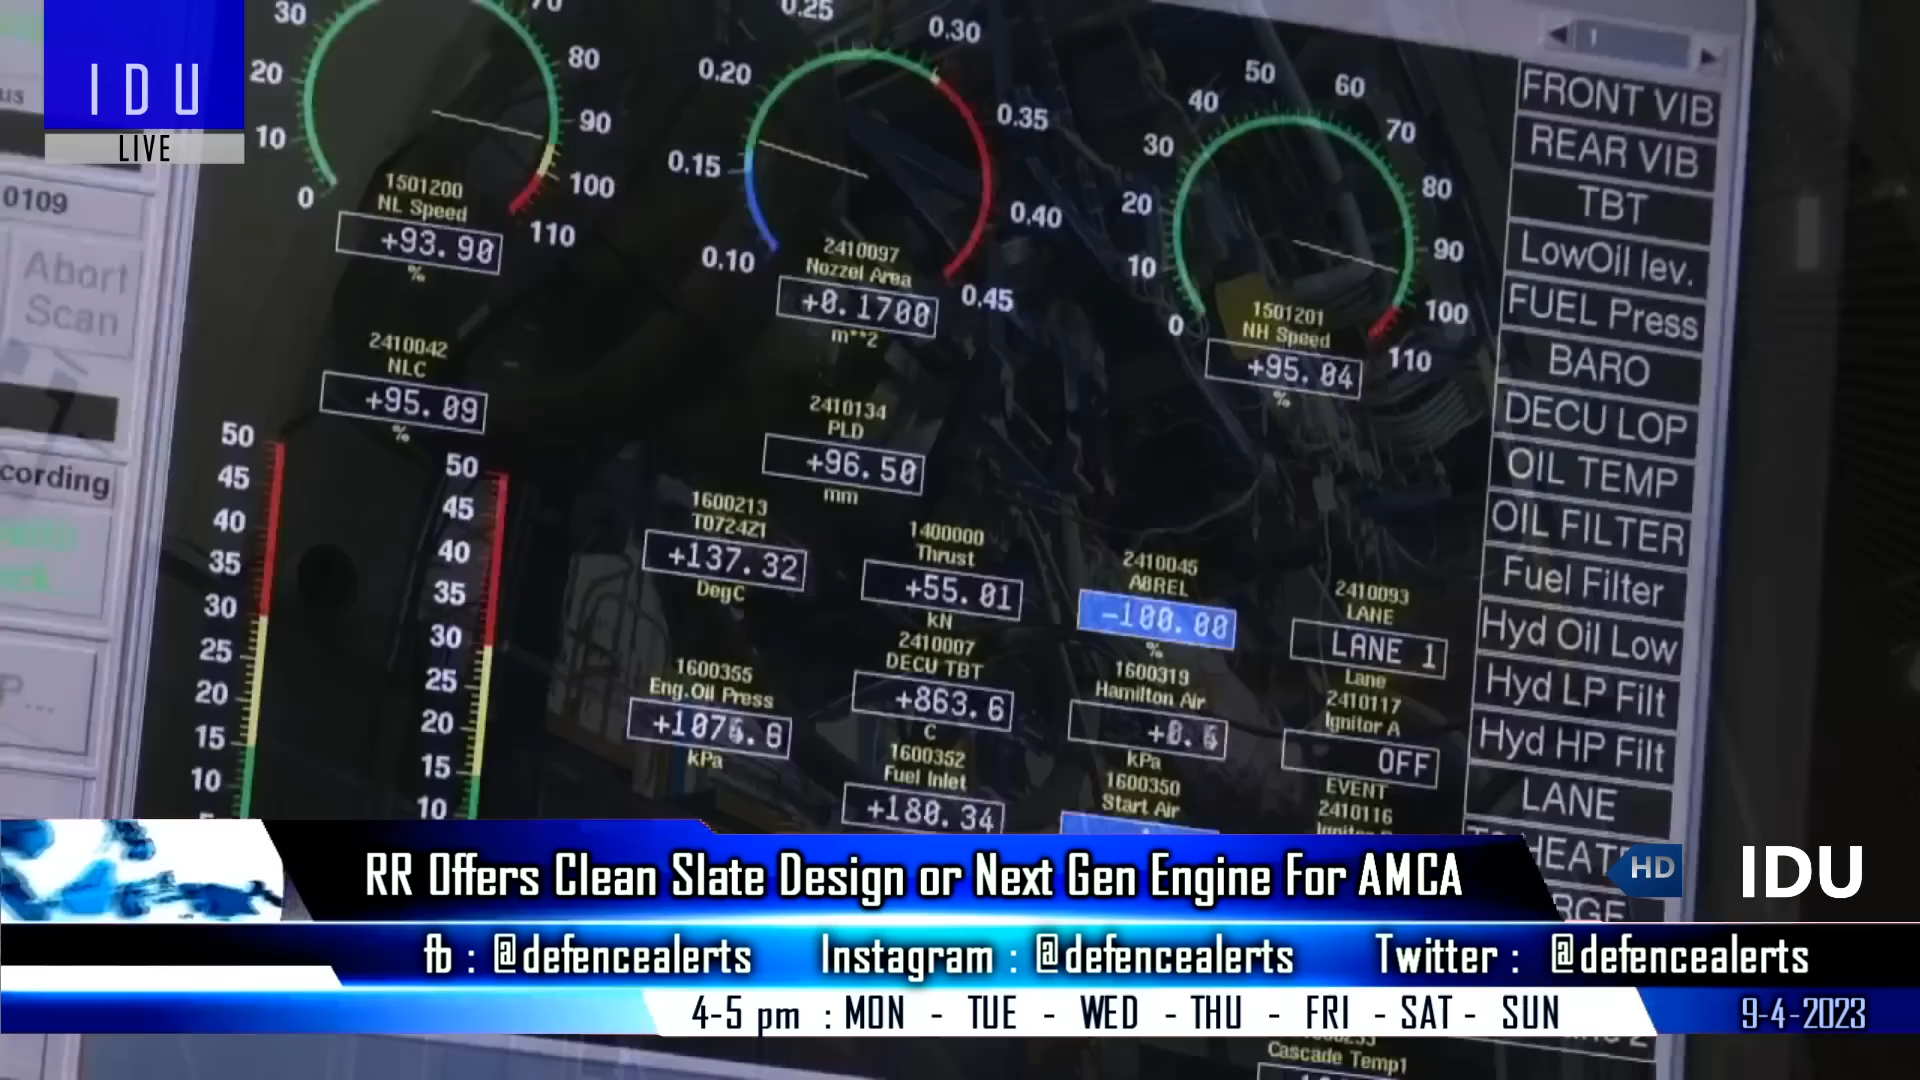 IDU
LIVE
us
0109
Abort
Scan
cording
P...
30
20
10
0
70
80
90
100
110
1501200
NL Speed
+93.90
%
2410042
NLC
+95.09
%
0.10
0.15
0.20
0.25
0.30
0.35
0.40
0.45
2410097
Nozzel Area
+0.1700
m**2
2410134
PLD
+96.50
mm
0
10
20
30
40
50
60
70
80
90
100
110
1501201
NH Speed
+95.04
%
50
45
40
35
30
25
20
15
10
5
50
45
40
35
30
25
20
15
10
1600213
T0724Z1
+137.32
DegC
1600355
Eng.Oil Press
kPa
1400000
Thrust
+55.01
kN
2410007
DECU TBT
+863.6
C
1600352
Fuel Inlet
+180.34
2410045
ABREL
-100.00
%
1600319
Hamilton Air
kPa
1600350
Start Air
2410093
LANE
LANE 1
Lane
2410117
Ignitor A
OFF
EVENT
2410116
1
FRONT VIB
REAR VIB
TBT
LowOil lev.
FUEL Press
BARO
DECU LOP
OIL TEMP
OIL FILTER
Fuel Filter
Hyd Oil Low
Hyd LP Filt
Hyd HP Filt
LANE
RR Offers Clean Slate Design or Next Gen Engine For AMCA
HD
IDU
fb : @defencealerts Instagram : @defencealerts Twitter : @defencealerts
4-5 pm : MON - TUE - WED - THU - FRI - SAT - SUN
9-4-2023
Cascade Temp1